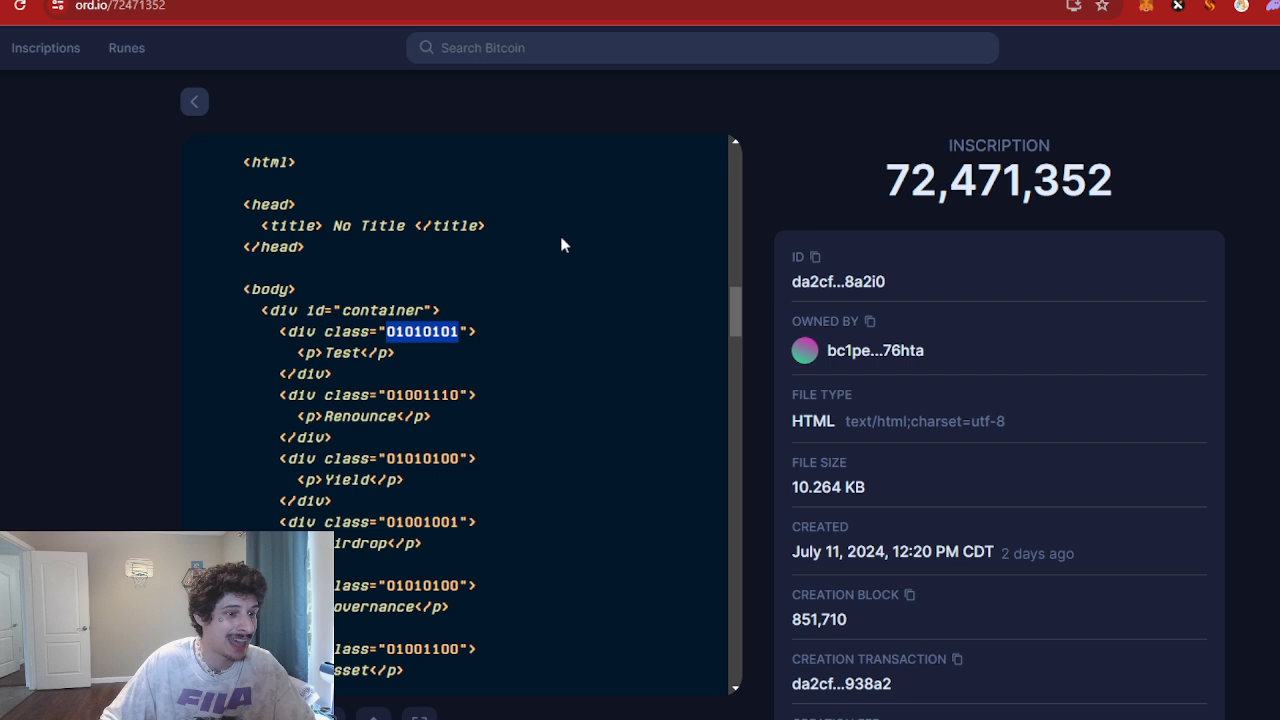 ord.io/72471352
Inscriptions Runes Search Bitcoin
<html>
<head>
<title> No Title </title>
</head>
<body>
<div id="container">
<div class="01010101">
<p>Test</p>
</div>
<div class="01001110">
<p>Renounce</p>
</div>
<div class="01010100">
<p>Yield</p>
</div>
<div class="01001001">
irdrop</p>
lass="01010100">
overnance</p>
lass="01001100">
sset</p>
INSCRIPTION
72,471,352
ID
da2cf...8a2i0
OWNED BY
bc1pe...76hta
FILE TYPE
HTML text/html;charset=utf-8
FILE SIZE
10.264 KB
CREATED
July 11, 2024, 12:20 PM CDT 2 days ago
CREATION BLOCK
851,710
CREATION TRANSACTION
da2cf...938a2
FILA